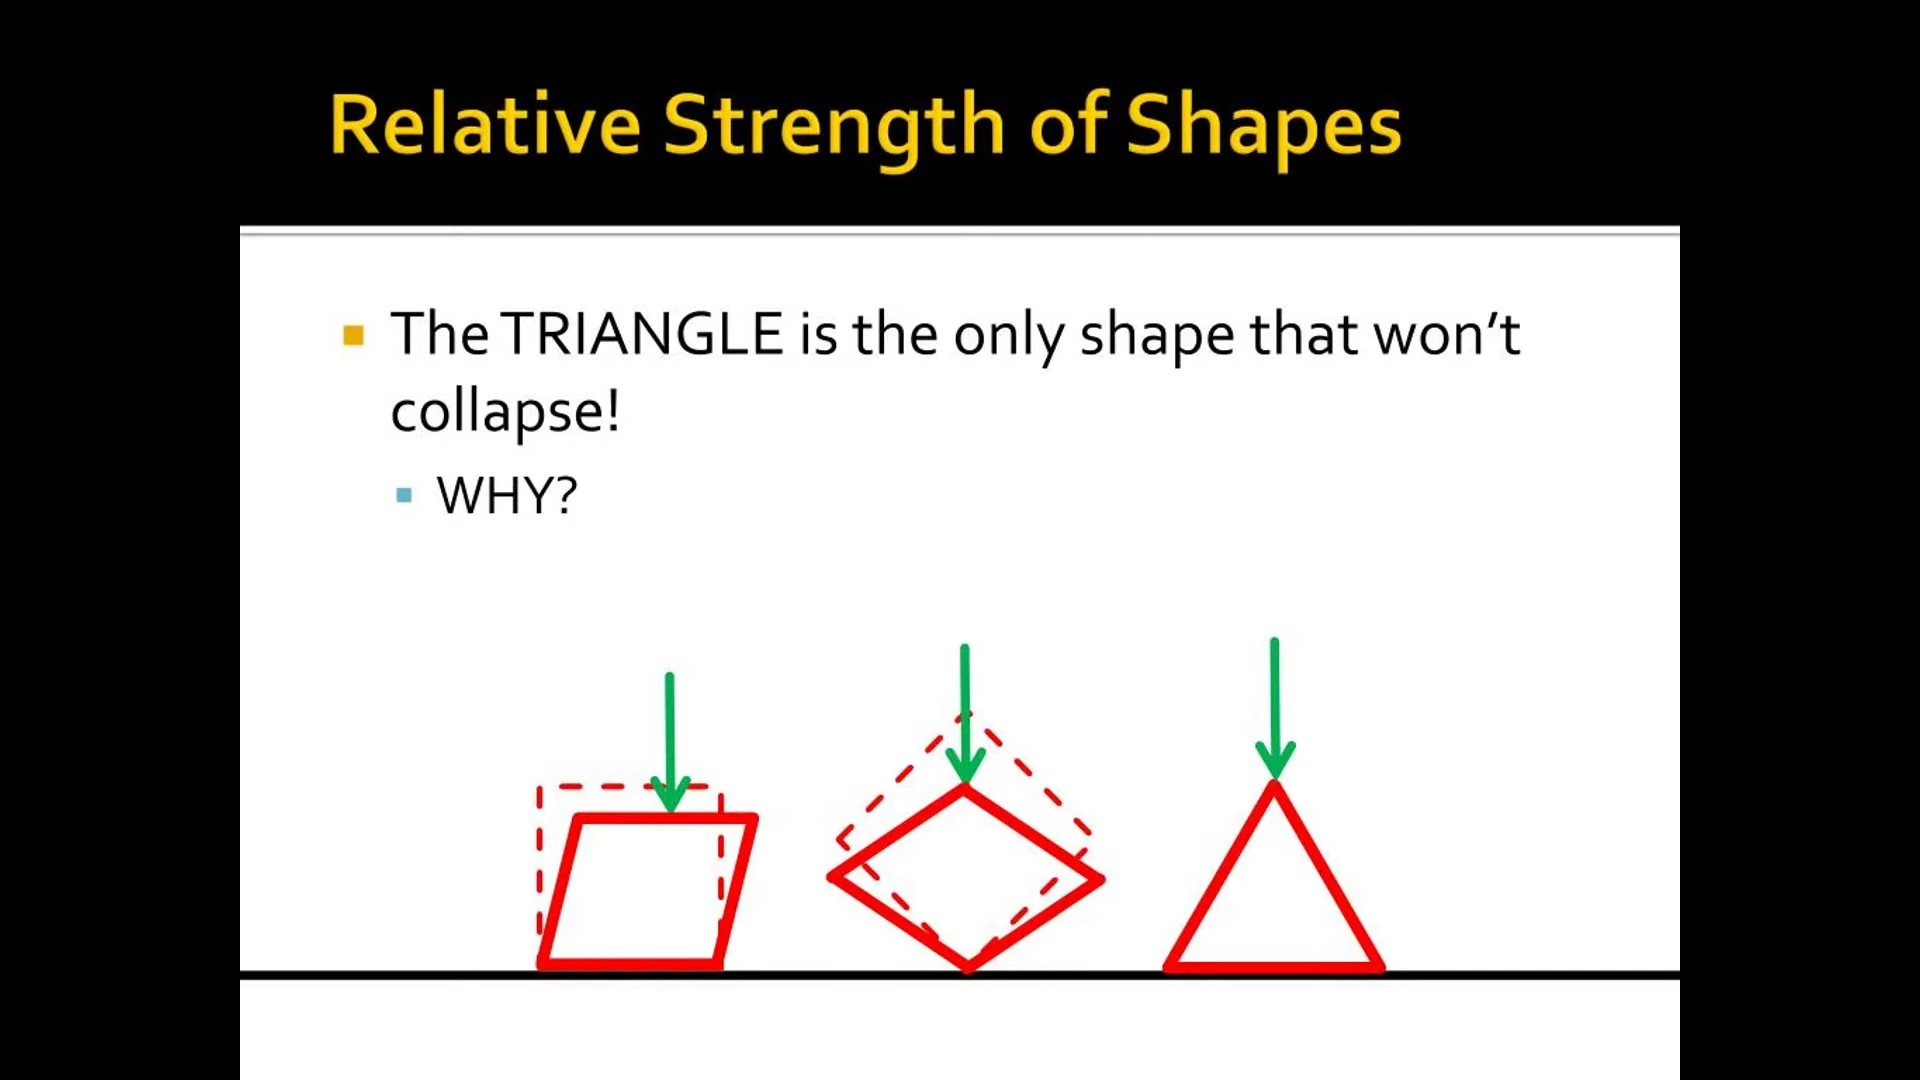 Relative Strength of Shapes
The TRIANGLE is the only shape that won’t
collapse!
WHY?